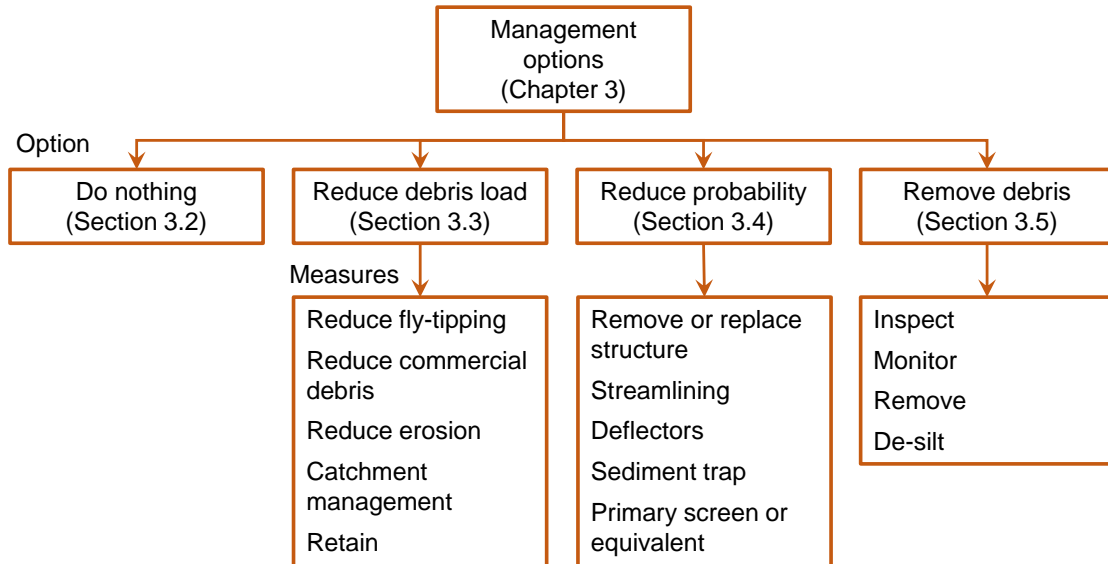 Management
options
(Chapter 3)
Option
Do nothing
(Section 3.2)
Reduce debris load
(Section 3.3)
Reduce probability
(Section 3.4)
Remove debris
(Section 3.5)
Measures
Reduce fly-tipping
Reduce commercial
debris
Reduce erosion
Catchment
management
Retain
Remove or replace
structure
Streamlining
Deflectors
Sediment trap
Primary screen or
equivalent
Inspect
Monitor
Remove
De-silt